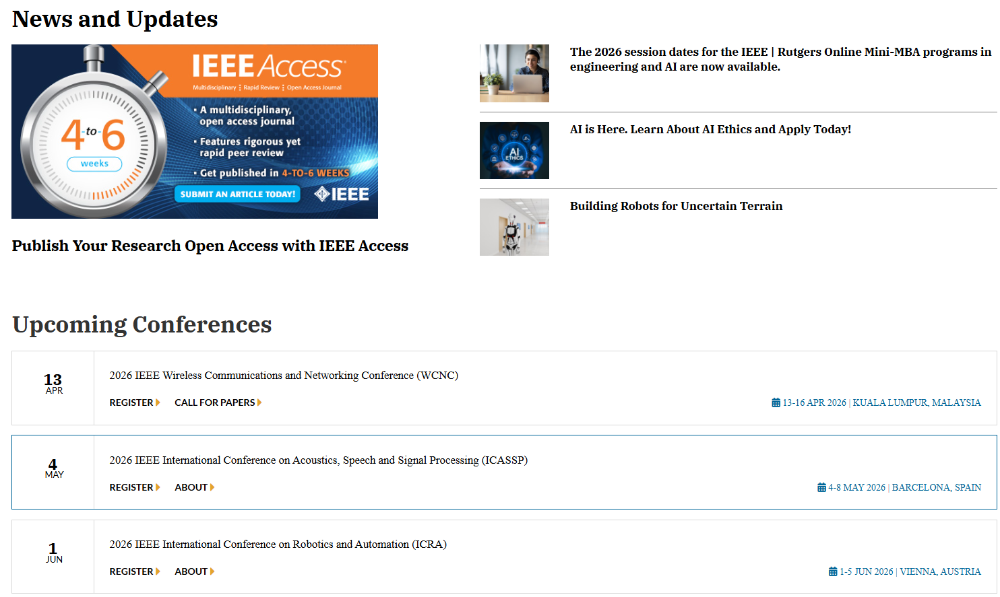 News and Updates
IEEE Access®
Multidisciplinary ⋮ Rapid Review ⋮ Open Access Journal
4-to-6
weeks
· A multidisciplinary,
open access journal
· Features rigorous yet
rapid peer review
· Get published in 4-TO-6 WEEKS
SUBMIT AN ARTICLE TODAY!
IEEE
Publish Your Research Open Access with IEEE Access
The 2026 session dates for the IEEE | Rutgers Online Mini-MBA programs in
engineering and AI are now available.
AI
ETHICS
AI is Here. Learn About AI Ethics and Apply Today!
Building Robots for Uncertain Terrain
Upcoming Conferences
13
APR
2026 IEEE Wireless Communications and Networking Conference (WCNC)
REGISTER CALL FOR PAPERS 13-16 APR 2026 | KUALA LUMPUR, MALAYSIA
4
MAY
2026 IEEE International Conference on Acoustics, Speech and Signal Processing (ICASSP)
REGISTER ABOUT 4-8 MAY 2026 | BARCELONA, SPAIN
1
JUN
2026 IEEE International Conference on Robotics and Automation (ICRA)
REGISTER ABOUT 1-5 JUN 2026 | VIENNA, AUSTRIA